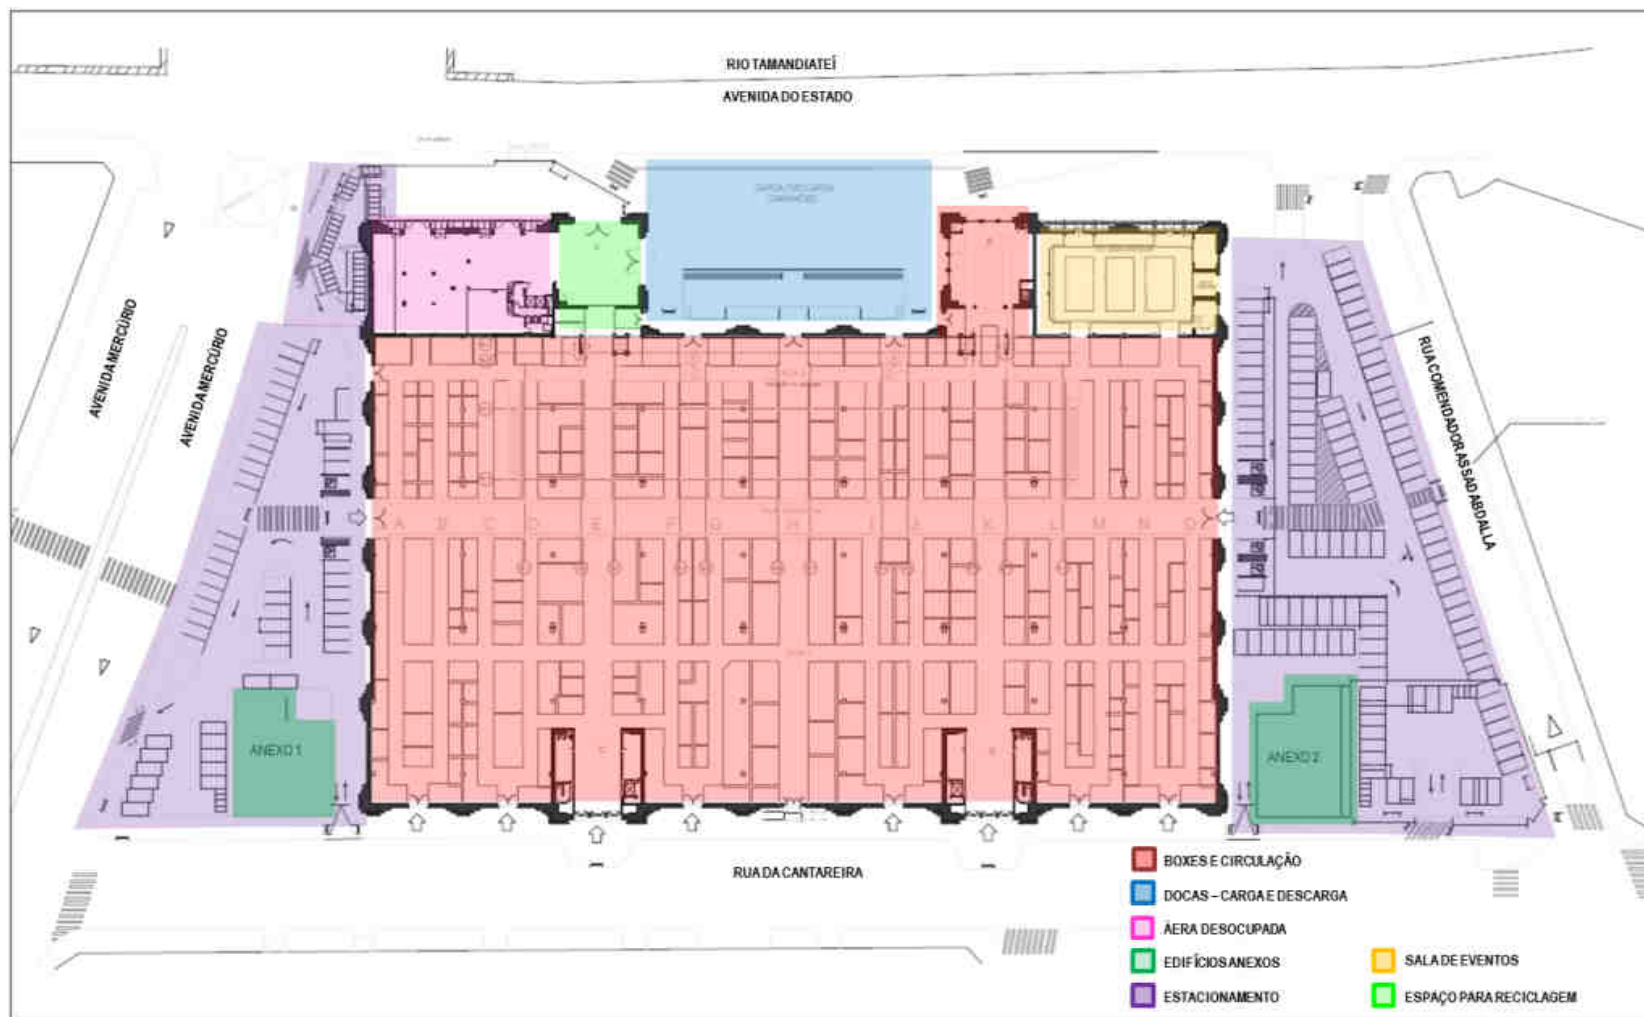 RIO TAMANDIATEÍ
AVENIDA DO ESTADO
AVENIDA MERCÚRIO
AVENIDA MERCÚRIO
RUA COMENDADOR ASSAD ABDALLA
A B C D E F G H I J K L M N O
ANEXO 1
ANEXO 2
RUA DA CANTAREIRA
BOXES E CIRCULAÇÃO
DOCAS – CARGA E DESCARGA
ÁERA DESOCUPADA
EDIFÍCIOS ANEXOS
SALA DE EVENTOS
ESTACIONAMENTO
ESPAÇO PARA RECICLAGEM